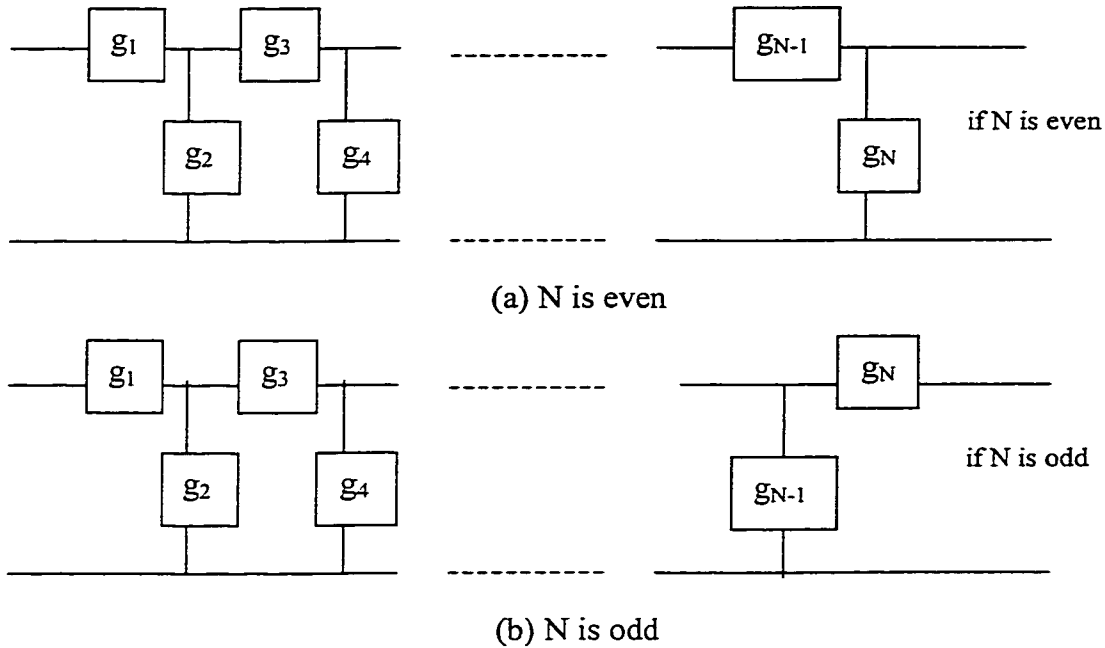 g1 g3 gN-1
g2 g4 gN if N is even
(a) N is even
g1 g3 gN
g2 g4 gN-1 if N is odd
(b) N is odd